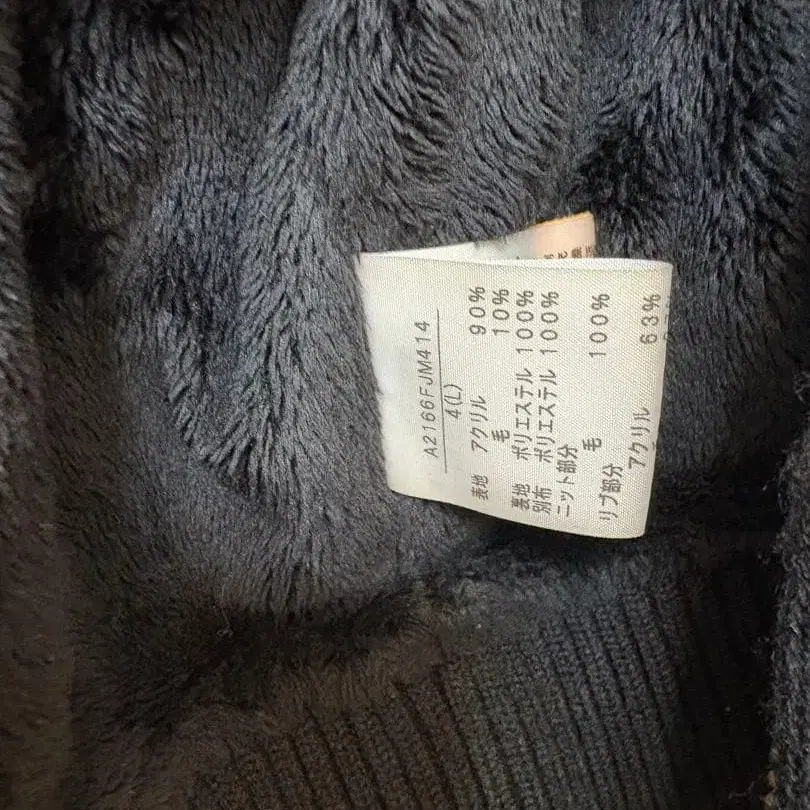 A2166FJM414
4(L)
表地 アクリル 90%
毛 10%
裏地 ポリエステル 100%
別布 ポリエステル 100%
ニット部分
毛 100%
リブ部分
アクリル 63%